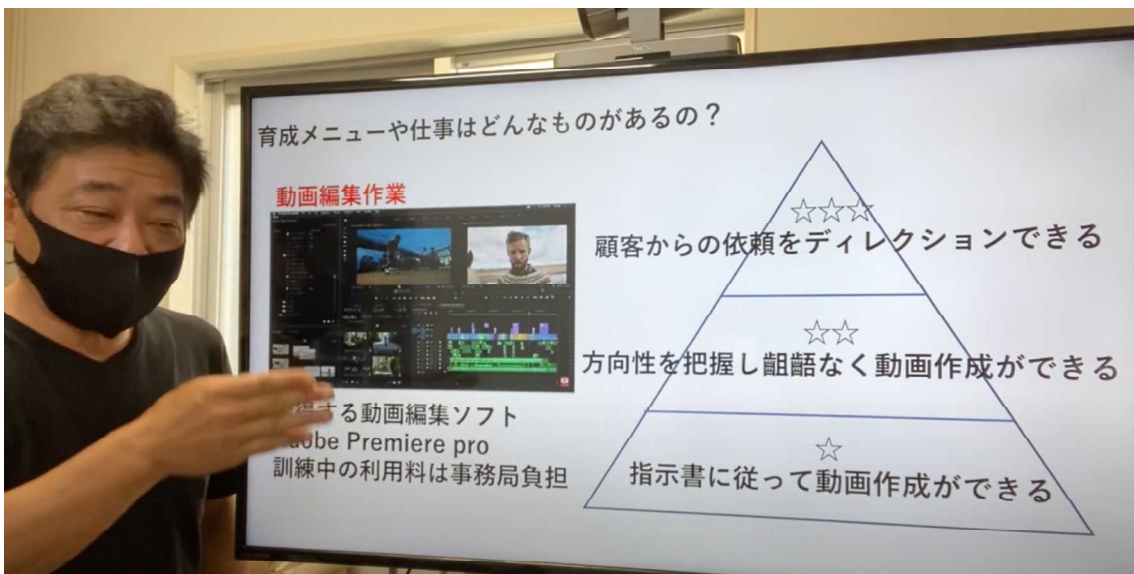 育成メニューや仕事はどんなものがあるの？
動画編集作業
する動画編集ソフト
Premiere pro
訓練中の利用料は事務局負担
☆☆☆
顧客からの依頼をディレクションできる
☆☆
方向性を把握し齟齬なく動画作成ができる
☆
指示書に従って動画作成ができる